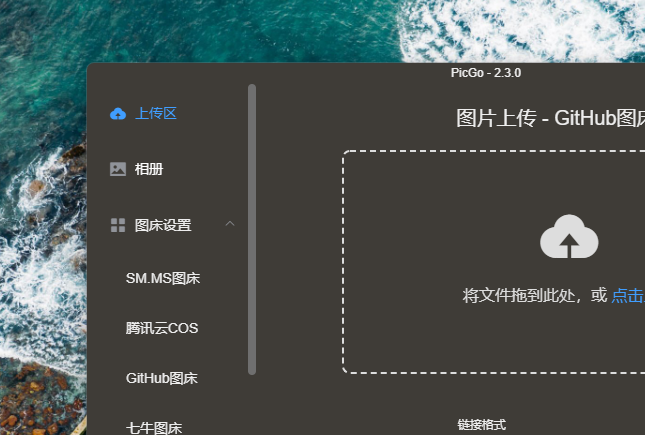 PicGo - 2.3.0
上传区
图片上传 - GitHub图床
相册
图床设置
SM.MS图床
将文件拖到此处，或 点击
腾讯云COS
GitHub图床
七牛图床
链接格式